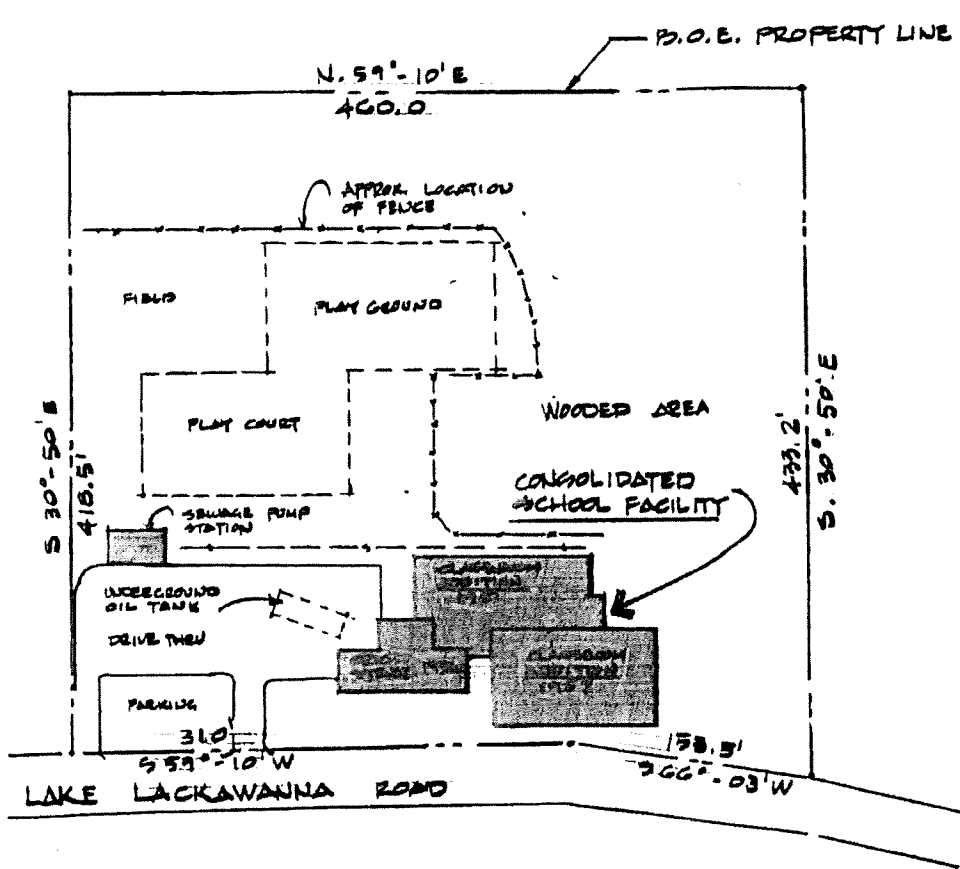 B.O.E. PROPERTY LINE
N. 59°-10' E
460.0
APPROX. LOCATION
OF FENCE
FIELD
PLAY GROUND
PLAY COURT
WOODED AREA
S 30°-50' E
418.5'
433.2'
S. 30°-50' E
CONSOLIDATED
SCHOOL FACILITY
SEWAGE PUMP
STATION
CLASSROOM
ADDITION
UNDERGROUND
OIL TANK
DRIVE THRU
CLASSROOM
ADDITION
PARKING
310
S 59°-10' W
153.5'
S 66°-03' W
LAKE LACKAWANNA ROAD